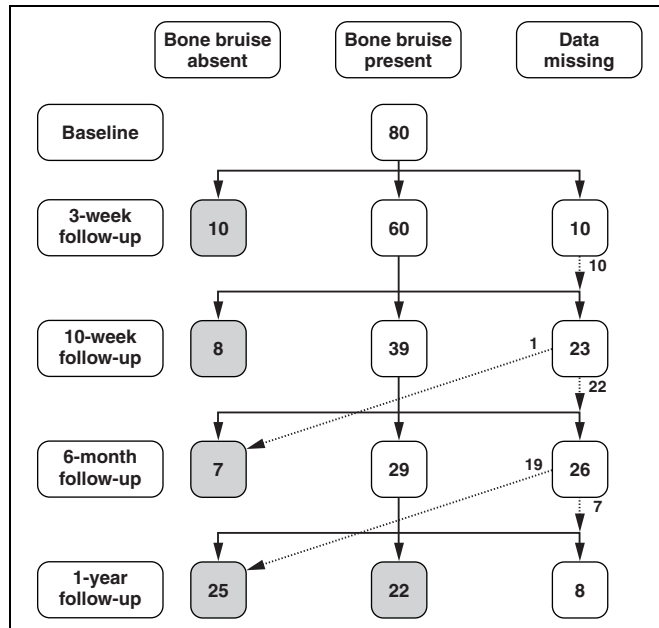 Bone bruise
absent
Bone bruise
present
Data
missing
Baseline
80
3-week
follow-up
10
60
10
10
10-week
follow-up
8
39
23
1
22
6-month
follow-up
7
29
26
19
7
1-year
follow-up
25
22
8